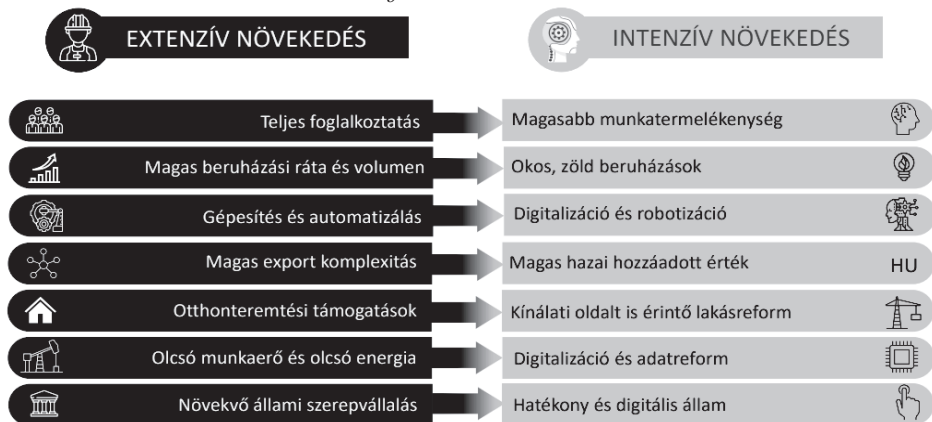 EXTENZÍV NÖVEKEDÉS
INTENZÍV NÖVEKEDÉS
Teljes foglalkoztatás
Magasabb munkatermelékenység
Magas beruházási ráta és volumen
Okos, zöld beruházások
Gépesítés és automatizálás
Digitalizáció és robotizáció
Magas export komplexitás
Magas hazai hozzáadott érték
HU
Otthonteremtési támogatások
Kínálati oldalt is érintő lakásreform
Olcsó munkaerő és olcsó energia
Digitalizáció és adatreform
Növekvő állami szerepvállalás
Hatékony és digitális állam